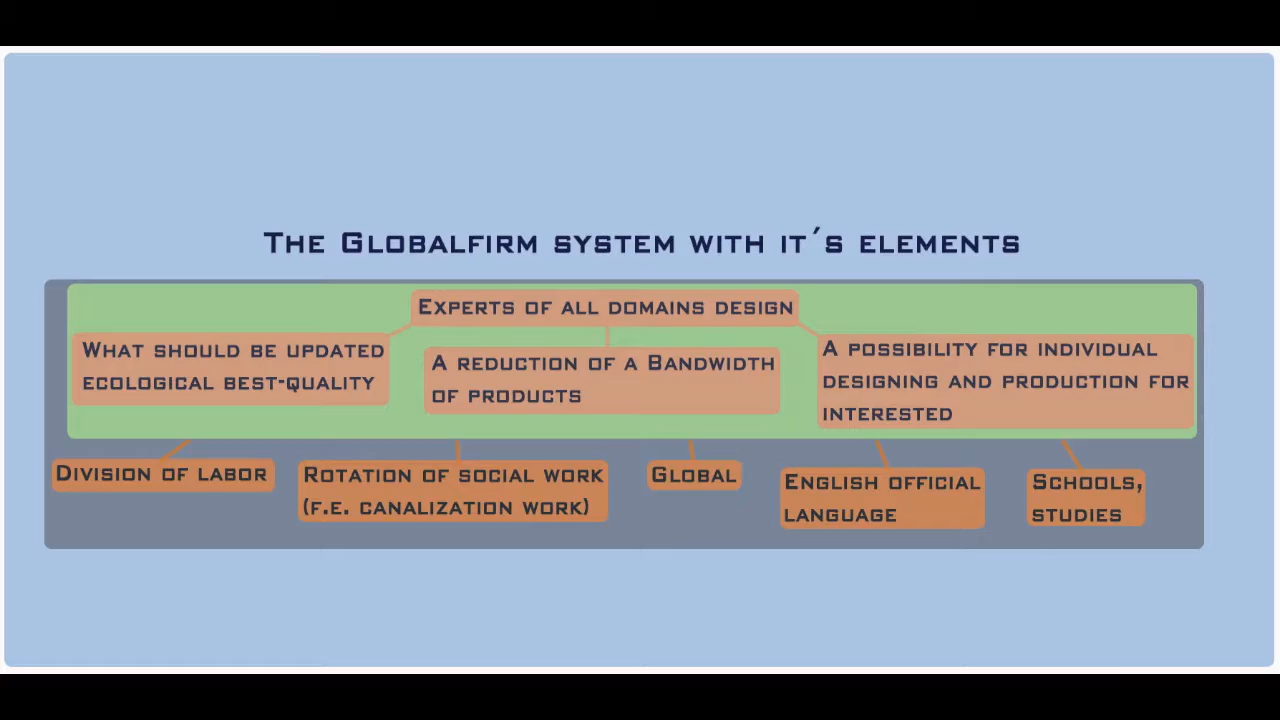 The Globalfirm system with it´s elements
Experts of all domains design
What should be updated
ecological best-quality
A reduction of a Bandwidth
of products
A possibility for individual
designing and production for
interested
Division of labor
Rotation of social work
(f.e. canalization work)
Global
English official
language
Schools,
studies